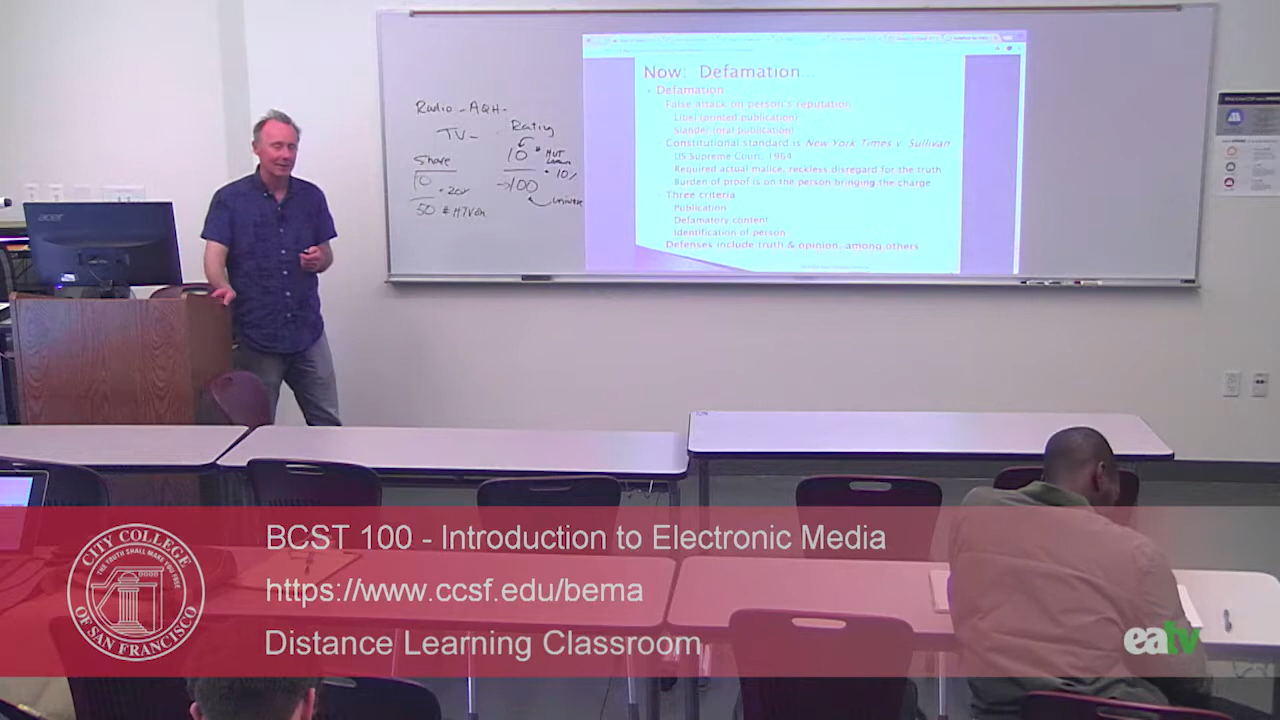 acer
Radio - AQH -
TV -
Rating
Share
10
10
100
50
Now: Defamation...
Defamation
False attack on person's reputation
Libel (printed publication)
Slander (oral publication)
Constitutional standard is New York Times v. Sullivan
US Supreme Court, 1964
Required actual malice, reckless disregard for the truth
Burden of proof is on the person bringing the charge
Three criteria
Publication
Defamatory content
Identification of person
Defenses include truth & opinion, among others
CITY COLLEGE
THE TRUTH SHALL MAKE YOU FREE
OF SAN FRANCISCO
BCST 100 - Introduction to Electronic Media
https://www.ccsf.edu/bema
Distance Learning Classroom
eatv